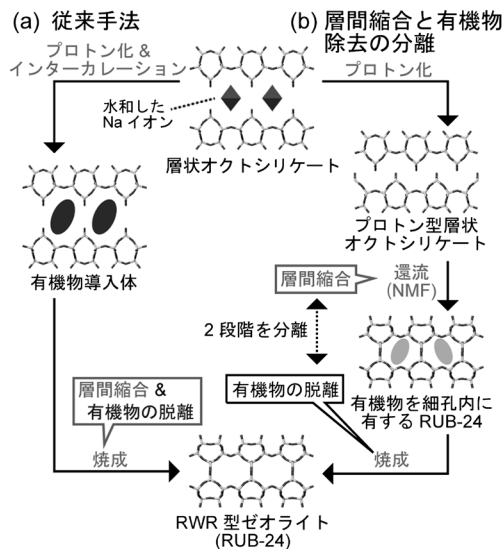 (a) 従来手法
(b) 層間縮合と有機物
除去の分離
プロトン化 &
インターカレーション
プロトン化
水和した
Na イオン
層状オクトシリケート
有機物導入体
プロトン型層状
オクトシリケート
層間縮合
還流
(NMF)
2 段階を分離
層間縮合 &
有機物の脱離
有機物の脱離
有機物を細孔内に
有する RUB-24
焼成
焼成
RWR 型ゼオライト
(RUB-24)